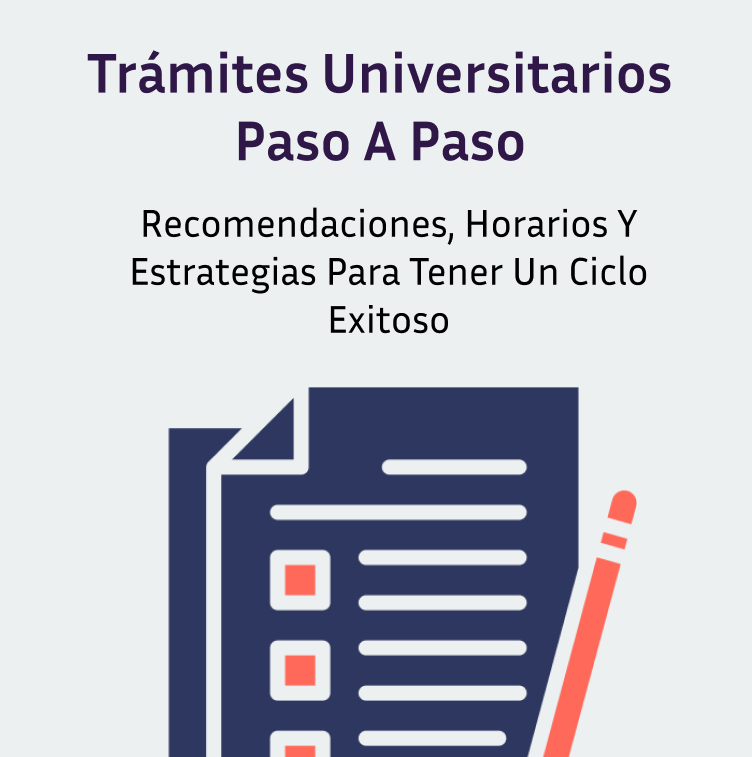 Trámites Universitarios
Paso A Paso
Recomendaciones, Horarios Y
Estrategias Para Tener Un Ciclo
Exitoso